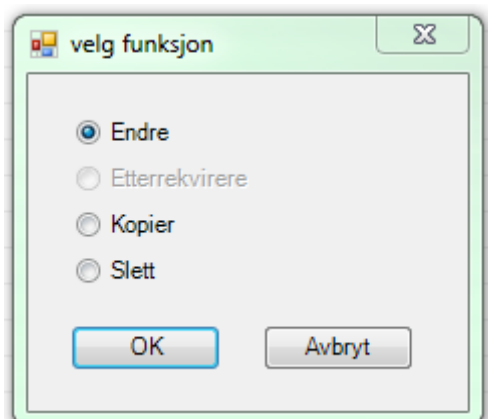 velg funksjon
Endre
Etterrekvirere
Kopier
Slett
OK Avbryt